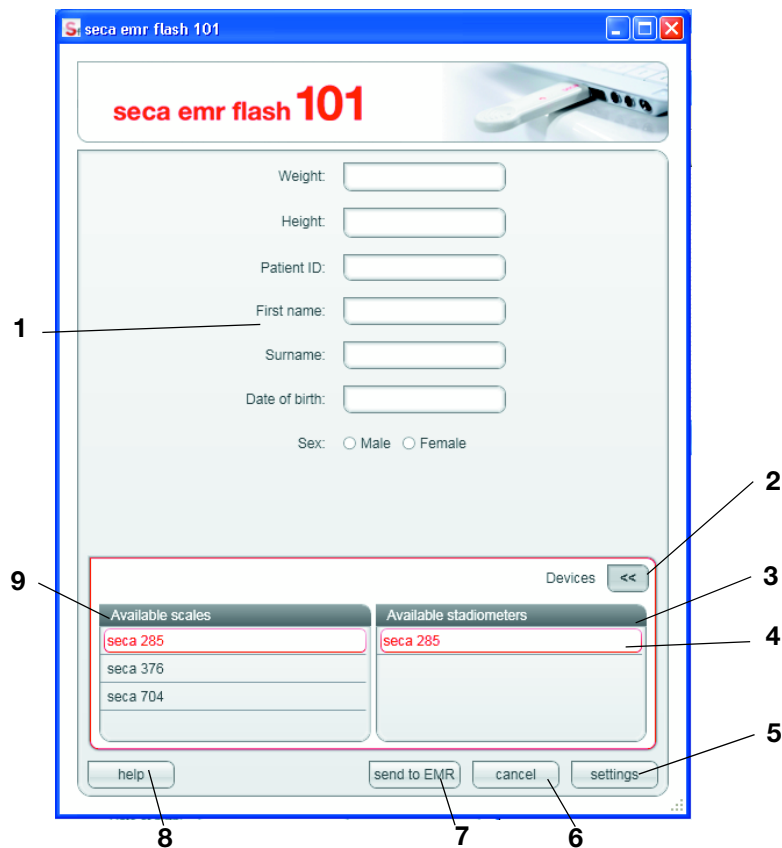 seca emr flash 101
seca emr flash 101
Weight:
Height:
Patient ID:
1
First name:
Surname:
Date of birth:
Sex: Male Female
2
Devices <<
9
3
Available scales Available stadiometers
seca 285 seca 285
4
seca 376
seca 704
5
help send to EMR cancel settings
8 7 6